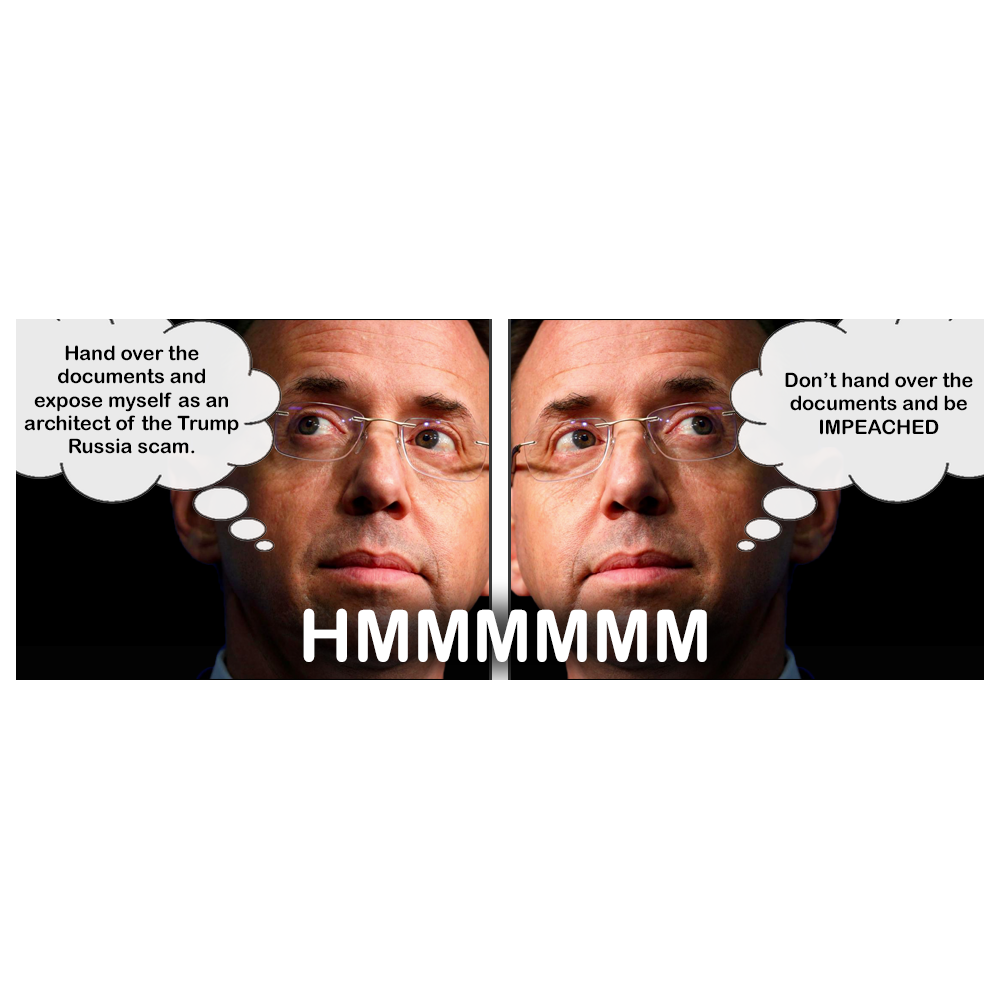 Hand over the
documents and
expose myself as an
architect of the Trump
Russia scam.
Don't hand over the
documents and be
IMPEACHED
HMMMMMM